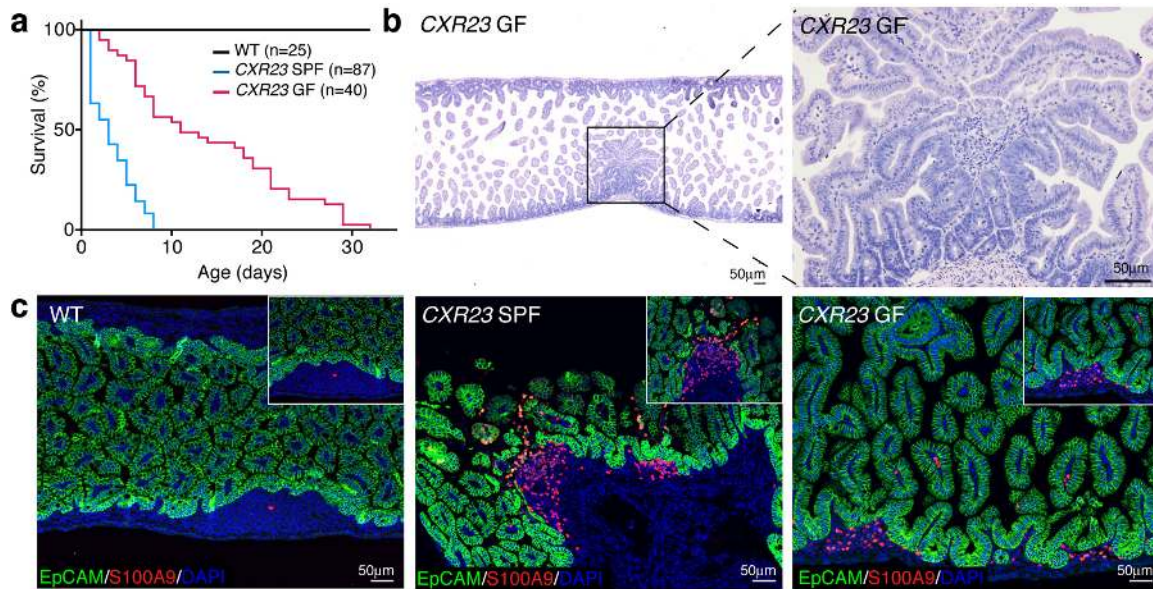 a
100
50
0
Survival (%)
0 10 20 30
Age (days)
WT (n=25)
CXR23 SPF (n=87)
CXR23 GF (n=40)
b
CXR23 GF
50μm
CXR23 GF
50μm
c
WT
EpCAM/S100A9/DAPI
50μm
CXR23 SPF
EpCAM/S100A9/DAPI
50μm
CXR23 GF
EpCAM/S100A9/DAPI
50μm